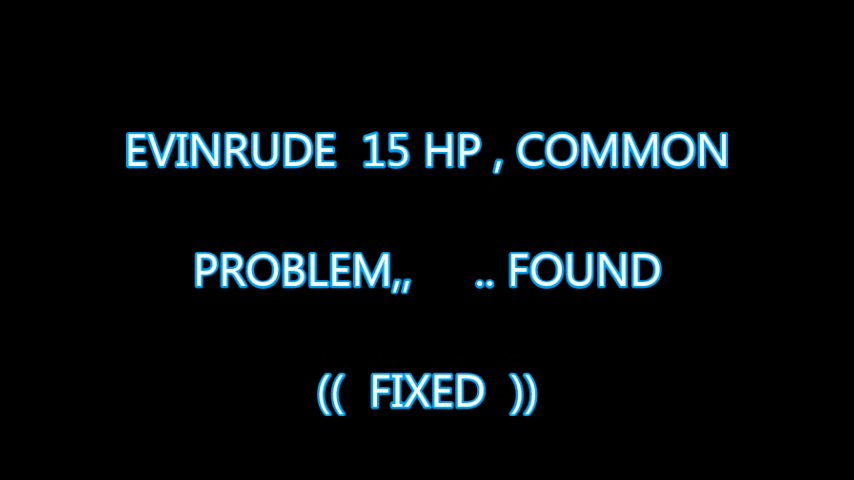 EVINRUDE  15 HP , COMMON
PROBLEM,,     .. FOUND
((  FIXED  ))